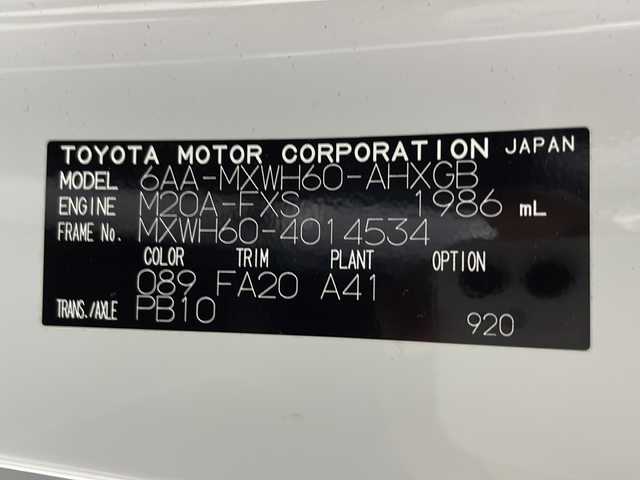 TOYOTA MOTOR CORPORATION JAPAN
MODEL 6AA-MXWH60-AHXGB
ENGINE M20A-FXS 1986 mL
FRAME No. MXWH60-4014534
COLOR TRIM PLANT OPTION
089 FA20 A41
TRANS./AXLE PB10
920